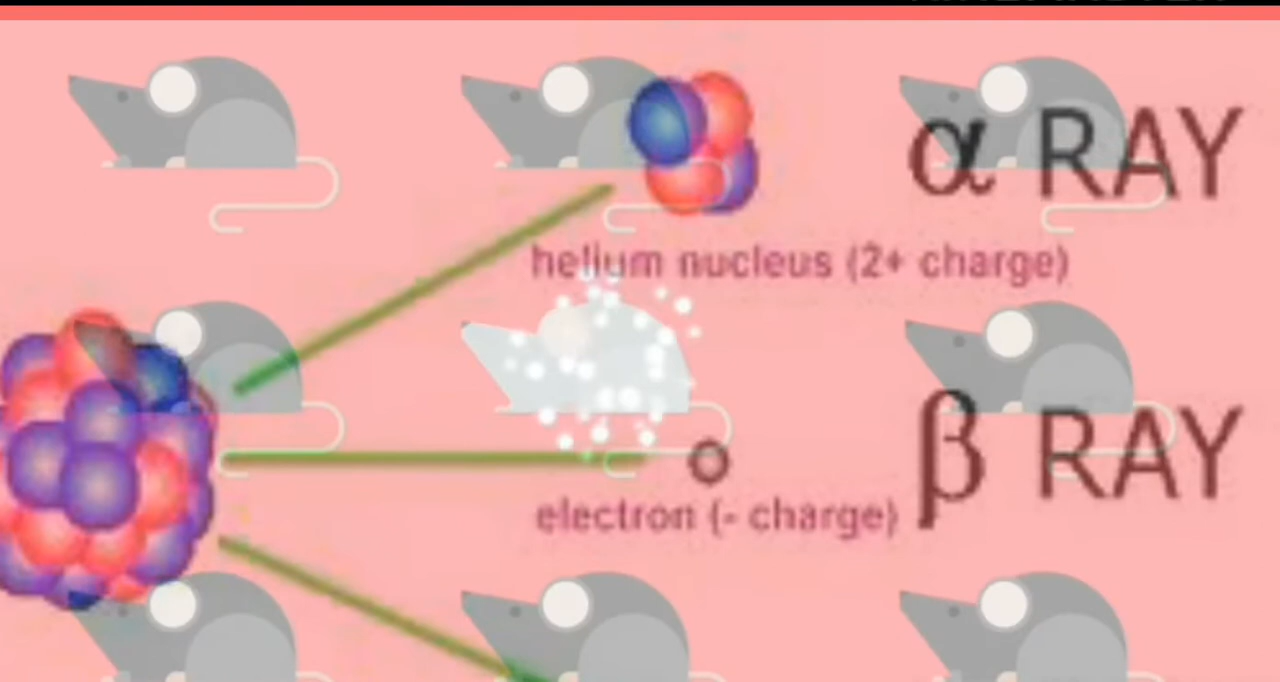 α RAY
helium nucleus (2+ charge)
β RAY
electron (- charge)